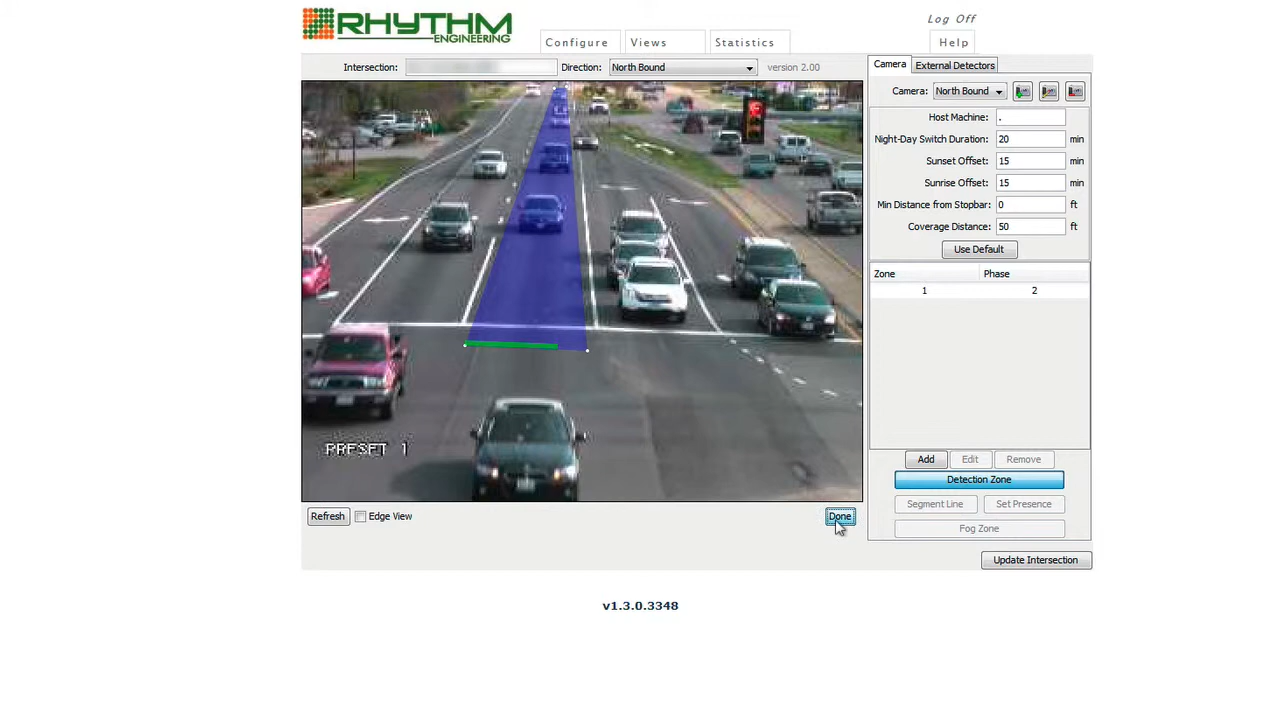 RHYTHM
ENGINEERING
Log Off
Configure Views Statistics Help
Intersection: Direction: North Bound version 2.00
Camera External Detectors
Camera: North Bound
Host Machine: .
Night-Day Switch Duration: 20 min
Sunset Offset: 15 min
Sunrise Offset: 15 min
Min Distance from Stopbar: 0 ft
Coverage Distance: 50 ft
Use Default
Zone Phase
1 2
PRESET 1
Add Edit Remove
Detection Zone
Segment Line Set Presence
Fog Zone
Refresh Edge View Done
Update Intersection
v1.3.0.3348